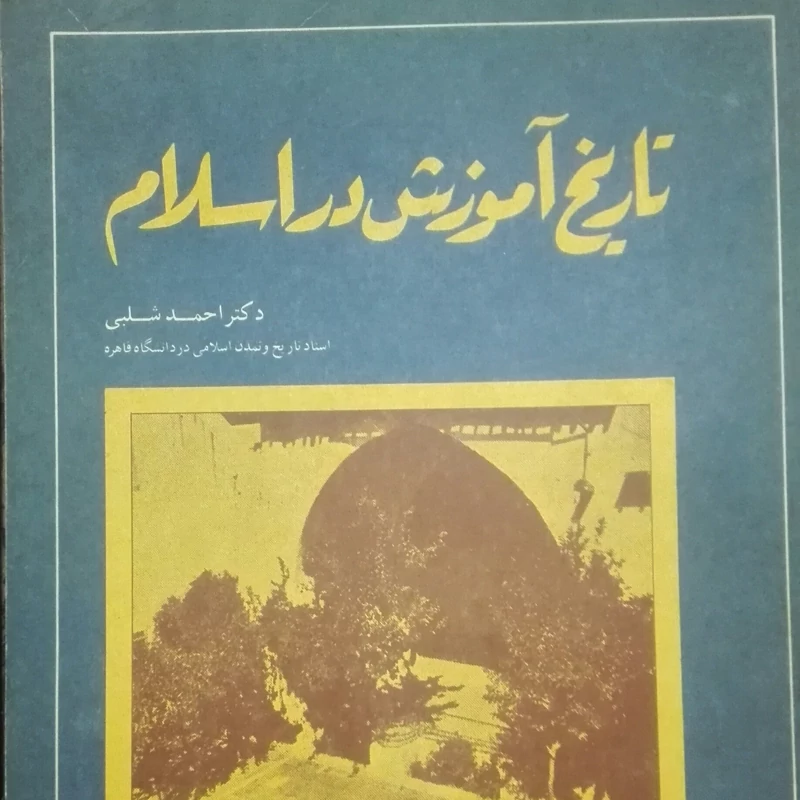 تاریخ آموزش در اسلام
دکتر احمد شلبی
استاد تاریخ و تمدن اسلامی در دانشگاه قاهره